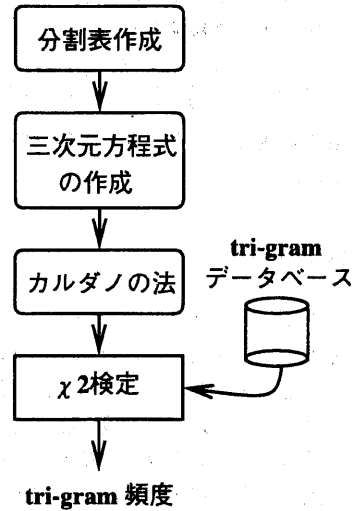 分割表作成
三次元方程式
の作成
カルダノの法
tri-gram
データベース
χ2検定
tri-gram 頻度